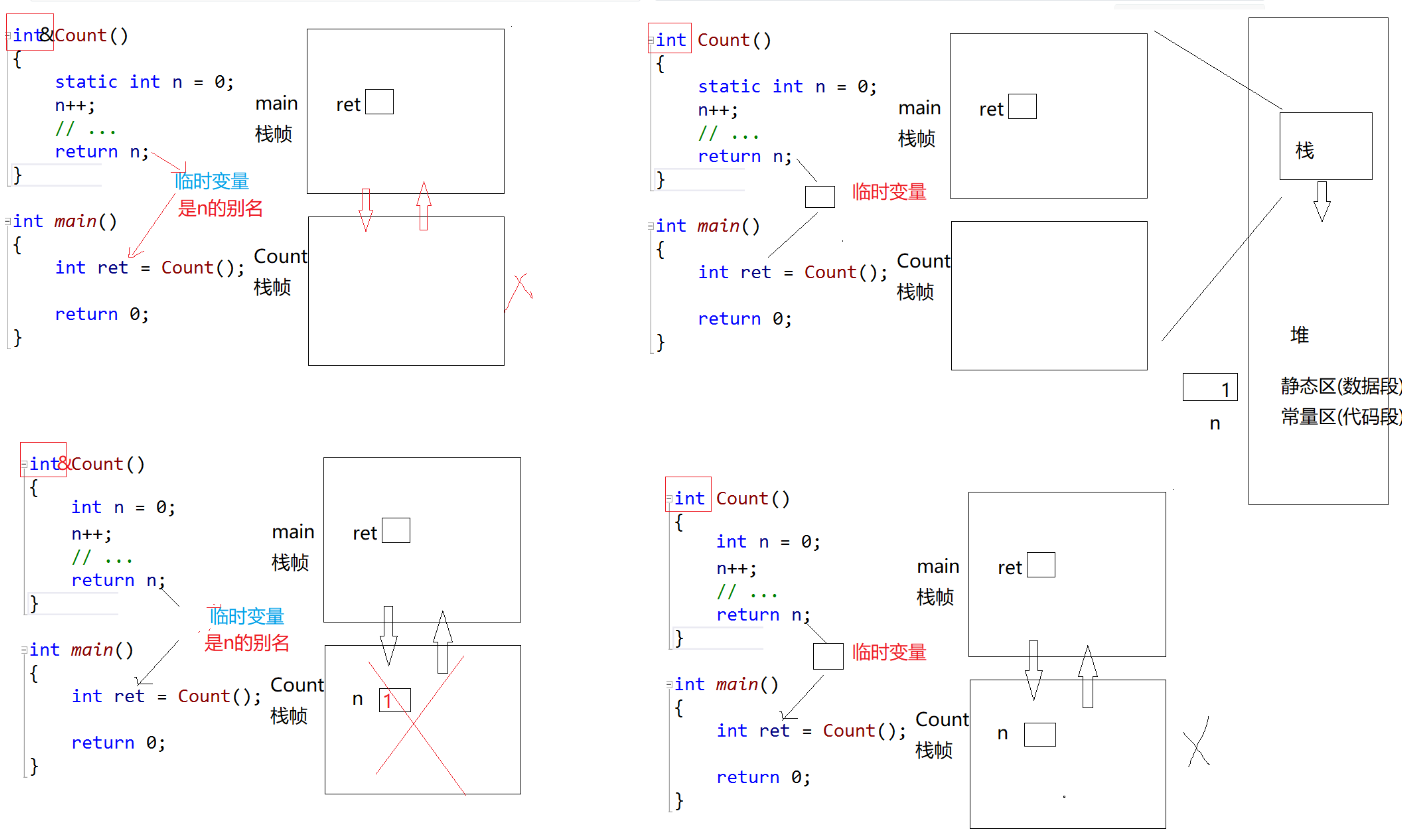 int&Count()
{
static int n = 0;
n++;
// ...
return n;
}
临时变量
是n的别名
int main()
{
int ret = Count();
return 0;
}
main
栈帧
ret
Count
栈帧
int Count()
{
static int n = 0;
n++;
// ...
return n;
}
临时变量
int main()
{
int ret = Count();
return 0;
}
main
栈帧
ret
Count
栈帧
栈
堆
静态区(数据段)
常量区(代码段)
1
n
int&Count()
{
int n = 0;
n++;
// ...
return n;
}
临时变量
是n的别名
int main()
{
int ret = Count();
return 0;
}
main
栈帧
ret
Count
栈帧
n 1
int Count()
{
int n = 0;
n++;
// ...
return n;
}
临时变量
int main()
{
int ret = Count();
return 0;
}
main
栈帧
ret
Count
栈帧
n